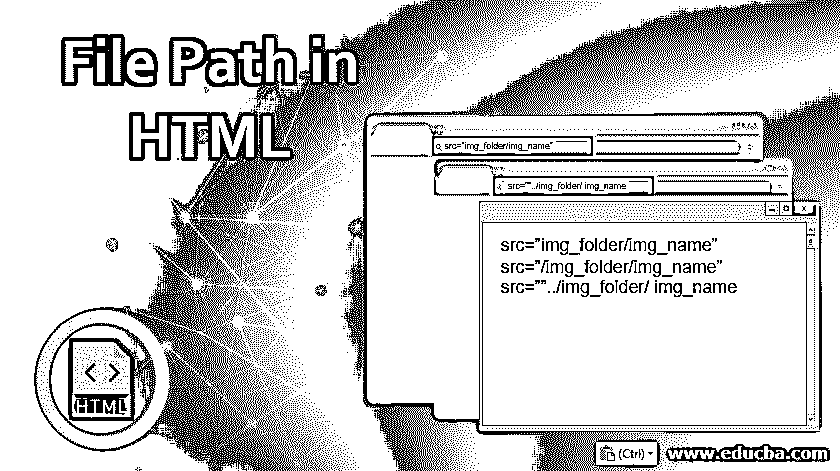 File Path in
HTML
src="img_folder/img_name"
src=""../img_folder/ img_name
src="img_folder/img_name"
src="/img_folder/img_name"
src=""../img_folder/ img_name
HTML
(Ctrl)
www.educba.com